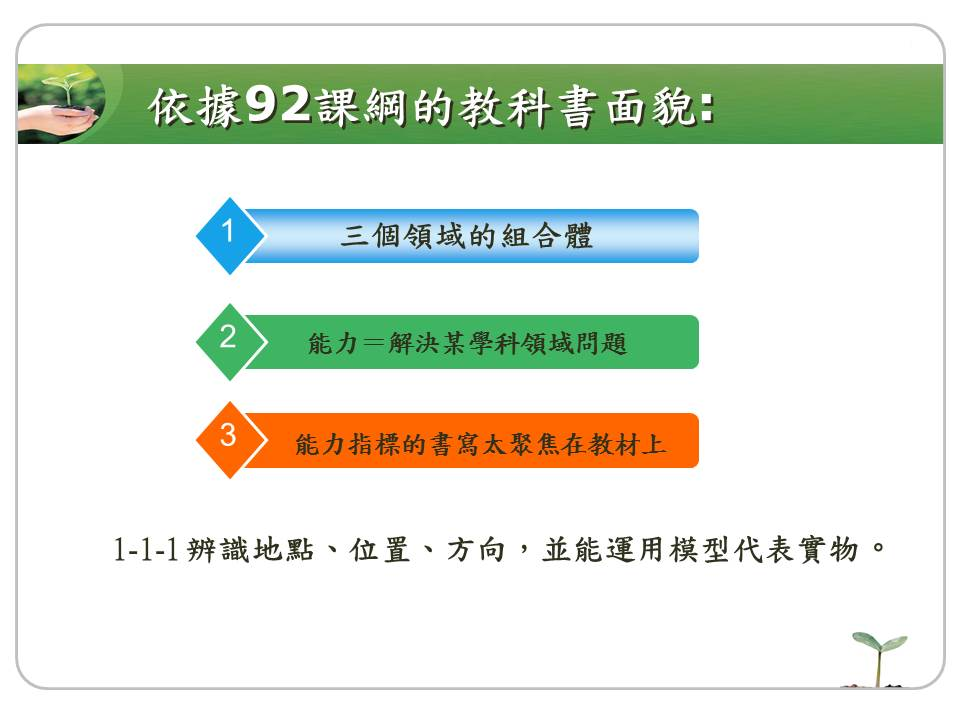 依據92課綱的教科書面貌:
1 三個領域的組合體
2 能力＝解決某學科領域問題
3 能力指標的書寫太聚焦在教材上
1-1-1辨識地點、位置、方向，並能運用模型代表實物。